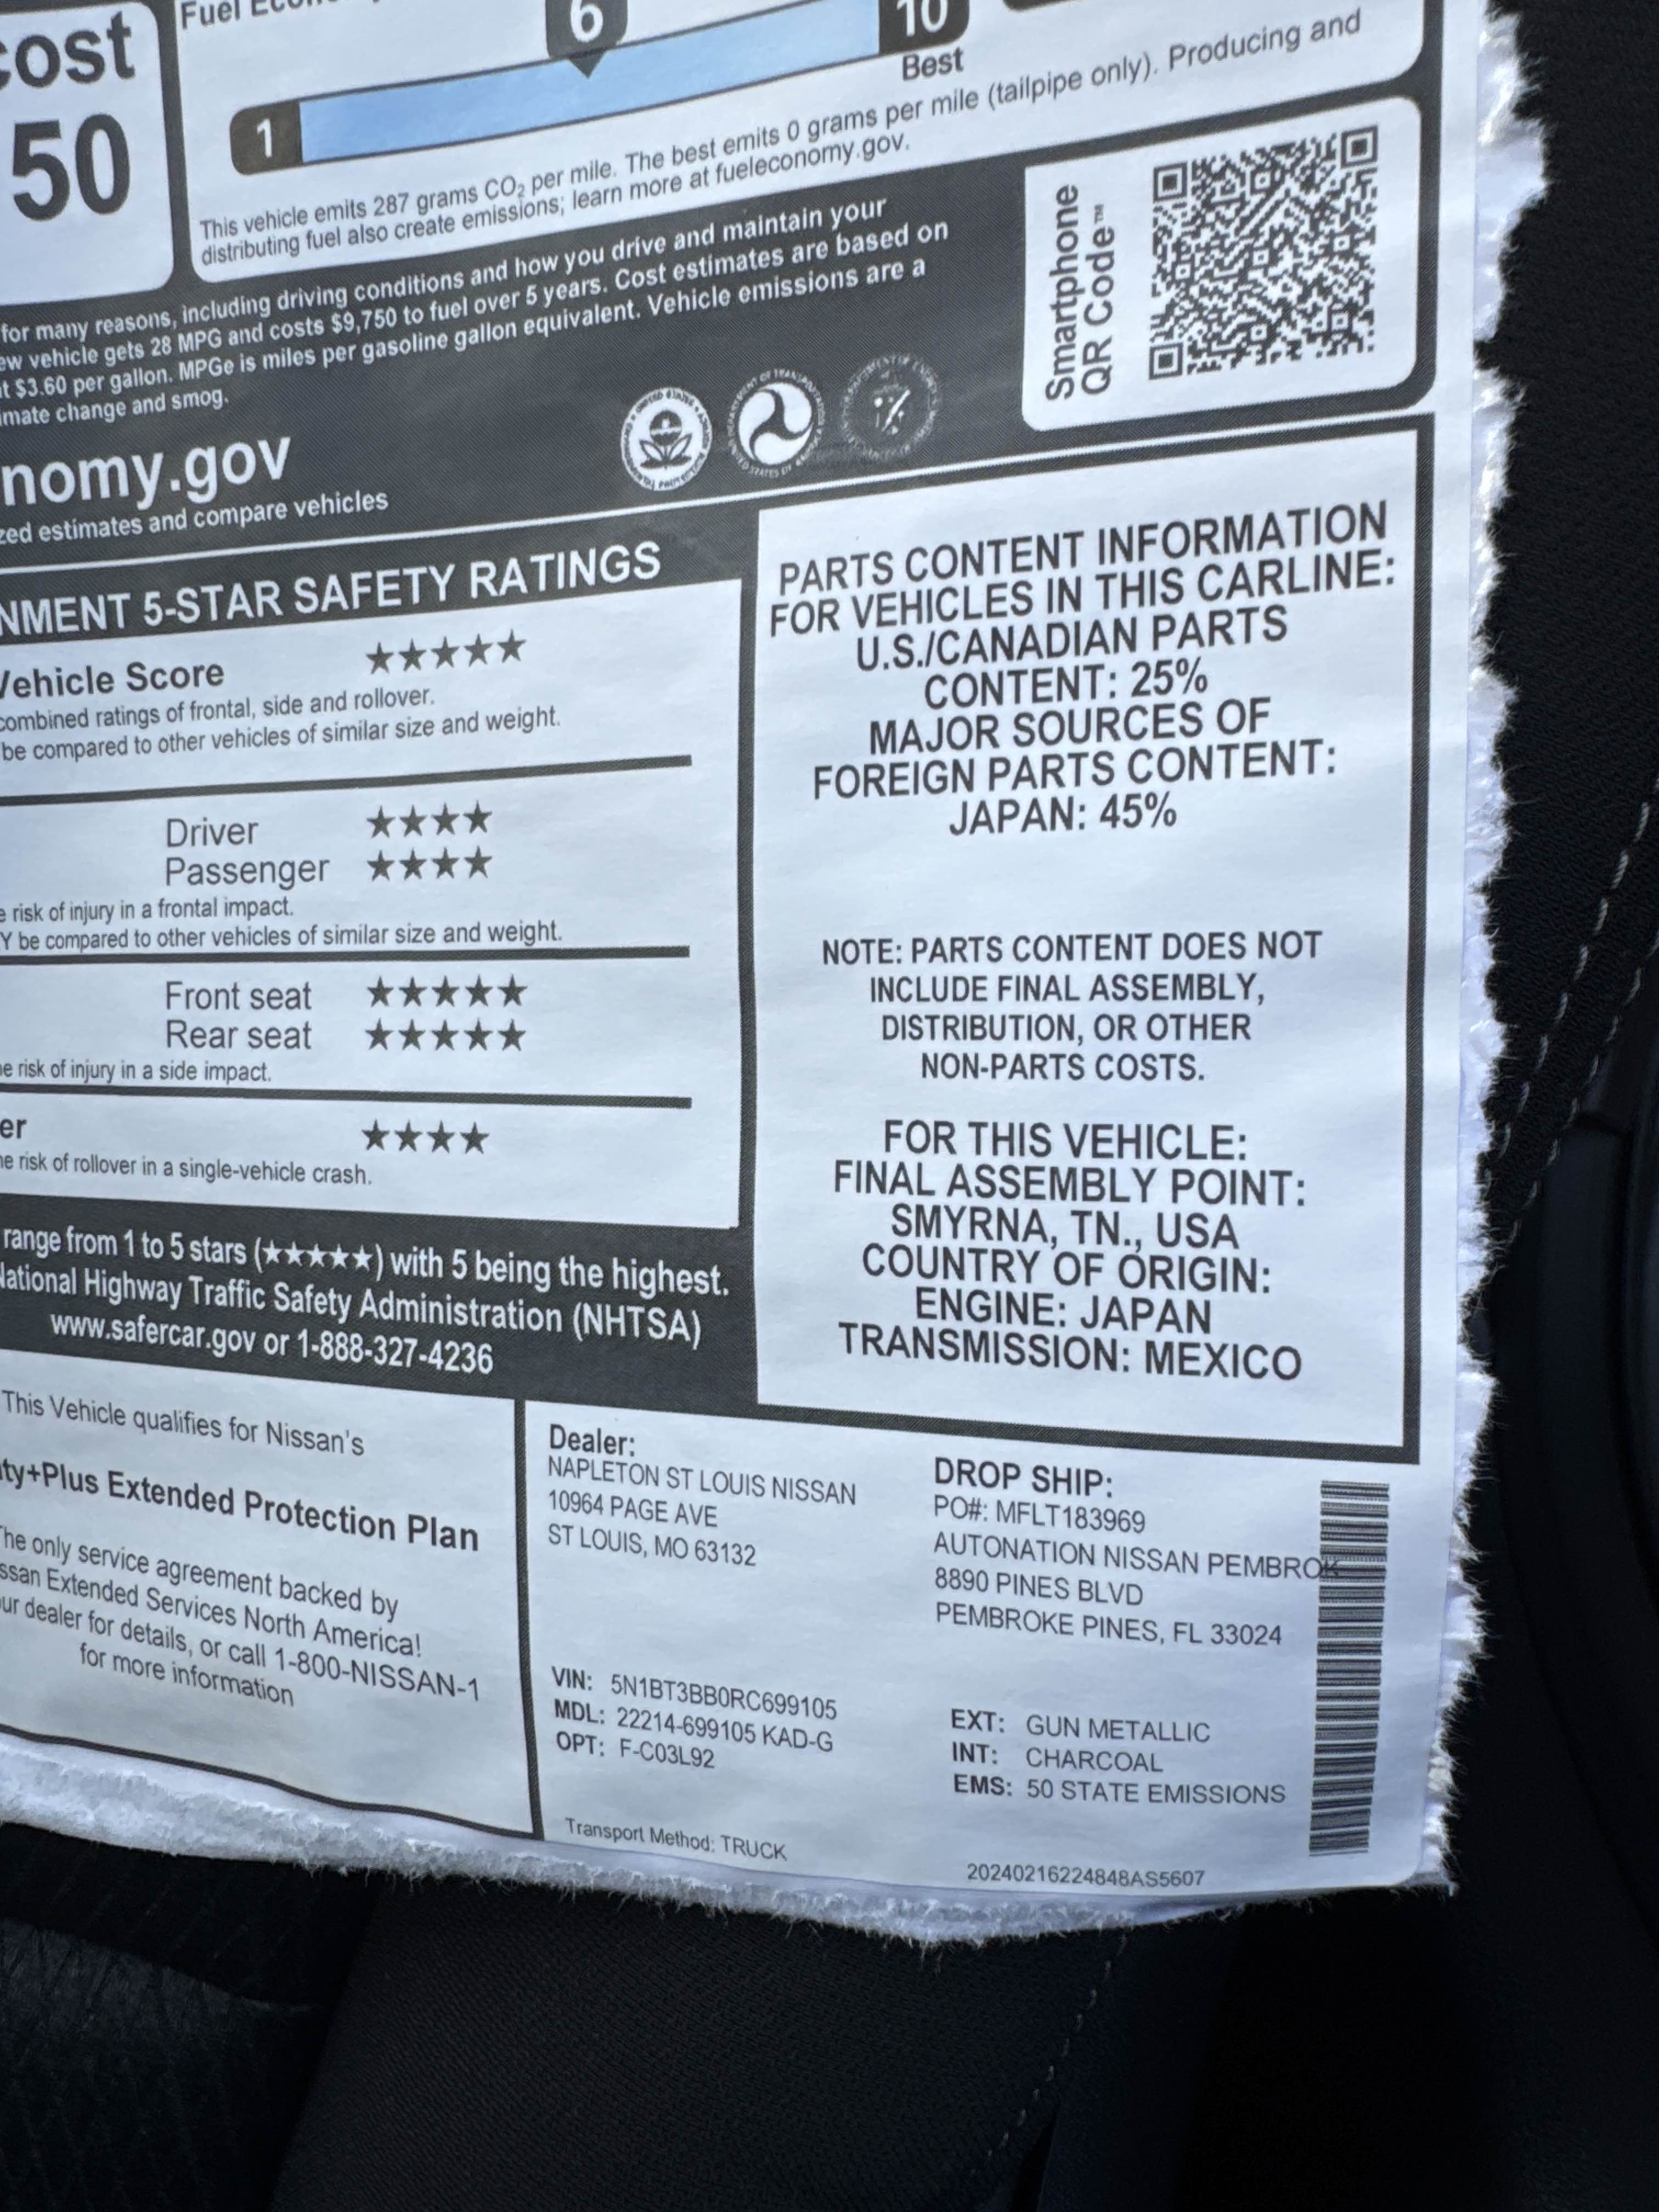 cost
50
Fuel Econ
6
10
Best
1
This vehicle emits 287 grams CO₂ per mile. The best emits 0 grams per mile (tailpipe only). Producing and
distributing fuel also create emissions; learn more at fueleconomy.gov.
for many reasons, including driving conditions and how you drive and maintain your
ew vehicle gets 28 MPG and costs $9,750 to fuel over 5 years. Cost estimates are based on
at $3.60 per gallon. MPGe is miles per gasoline gallon equivalent. Vehicle emissions are a
imate change and smog.
nomy.gov
zed estimates and compare vehicles
Smartphone
QR Code™
NMENT 5-STAR SAFETY RATINGS
Vehicle Score ★★★★★
combined ratings of frontal, side and rollover.
be compared to other vehicles of similar size and weight.
Driver ★★★★
Passenger ★★★★
e risk of injury in a frontal impact.
Y be compared to other vehicles of similar size and weight.
Front seat ★★★★★
Rear seat ★★★★★
he risk of injury in a side impact.
er ★★★★
he risk of rollover in a single-vehicle crash.
range from 1 to 5 stars (★★★★★) with 5 being the highest.
National Highway Traffic Safety Administration (NHTSA)
www.safercar.gov or 1-888-327-4236
PARTS CONTENT INFORMATION
FOR VEHICLES IN THIS CARLINE:
U.S./CANADIAN PARTS
CONTENT: 25%
MAJOR SOURCES OF
FOREIGN PARTS CONTENT:
JAPAN: 45%
NOTE: PARTS CONTENT DOES NOT
INCLUDE FINAL ASSEMBLY,
DISTRIBUTION, OR OTHER
NON-PARTS COSTS.
FOR THIS VEHICLE:
FINAL ASSEMBLY POINT:
SMYRNA, TN., USA
COUNTRY OF ORIGIN:
ENGINE: JAPAN
TRANSMISSION: MEXICO
This Vehicle qualifies for Nissan's
ty+Plus Extended Protection Plan
The only service agreement backed by
ssan Extended Services North America!
ur dealer for details, or call 1-800-NISSAN-1
for more information
Dealer:
NAPLETON ST LOUIS NISSAN
10964 PAGE AVE
ST LOUIS, MO 63132
DROP SHIP:
PO#: MFLT183969
AUTONATION NISSAN PEMBROK
8890 PINES BLVD
PEMBROKE PINES, FL 33024
VIN: 5N1BT3BB0RC699105
MDL: 22214-699105 KAD-G
OPT: F-C03L92
EXT: GUN METALLIC
INT: CHARCOAL
EMS: 50 STATE EMISSIONS
Transport Method: TRUCK
20240216224848AS5607